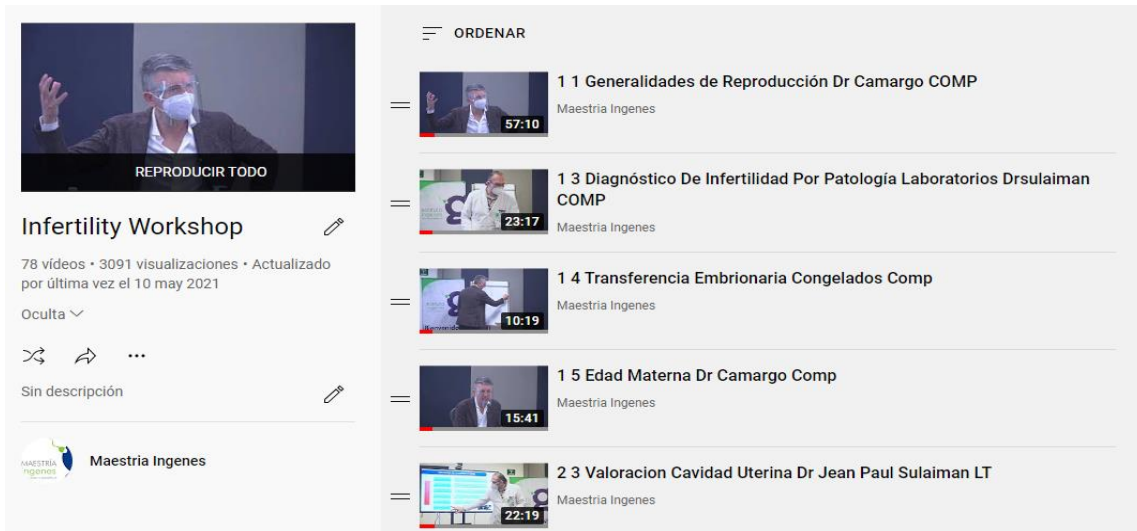 REPRODUCIR TODO
Infertility Workshop
78 vídeos • 3091 visualizaciones • Actualizado
por última vez el 10 may 2021
Oculta
Sin descripción
MAESTRÍA
ingenes
Maestria Ingenes
ORDENAR
57:10
1 1 Generalidades de Reproducción Dr Camargo COMP
Maestria Ingenes
23:17
1 3 Diagnóstico De Infertilidad Por Patología Laboratorios Drsulaiman
COMP
Maestria Ingenes
10:19
1 4 Transferencia Embrionaria Congelados Comp
Maestria Ingenes
15:41
1 5 Edad Materna Dr Camargo Comp
Maestria Ingenes
22:19
2 3 Valoracion Cavidad Uterina Dr Jean Paul Sulaiman LT
Maestria Ingenes